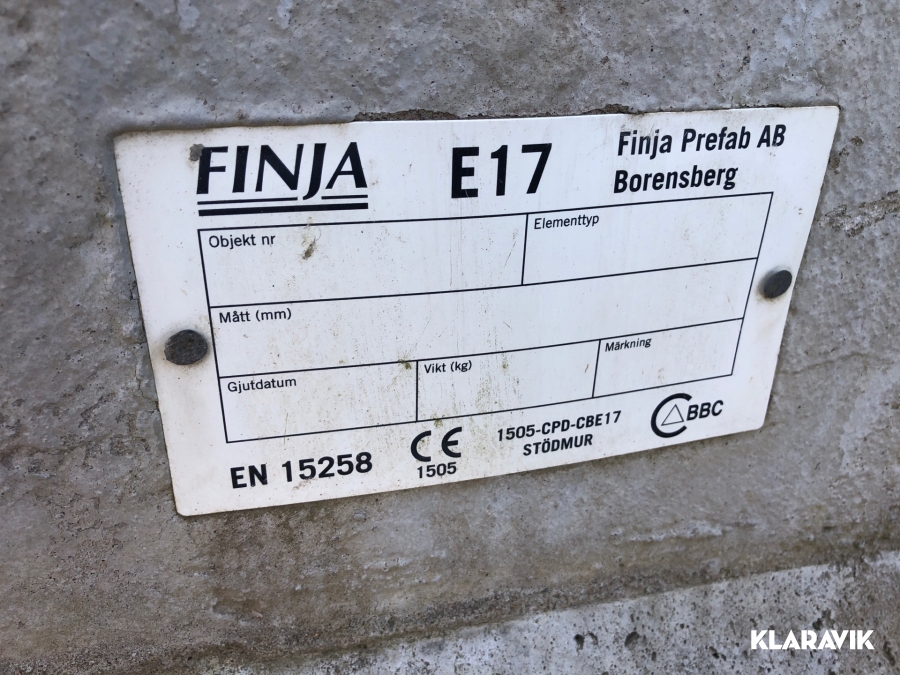 FINJA
E17
Finja Prefab AB
Borensberg
Objekt nr
Elementtyp
Mått (mm)
Gjutdatum
Vikt (kg)
Märkning
EN 15258
CE
1505
1505-CPD-CBE17
STÖDMUR
BBC
KLARAVIK